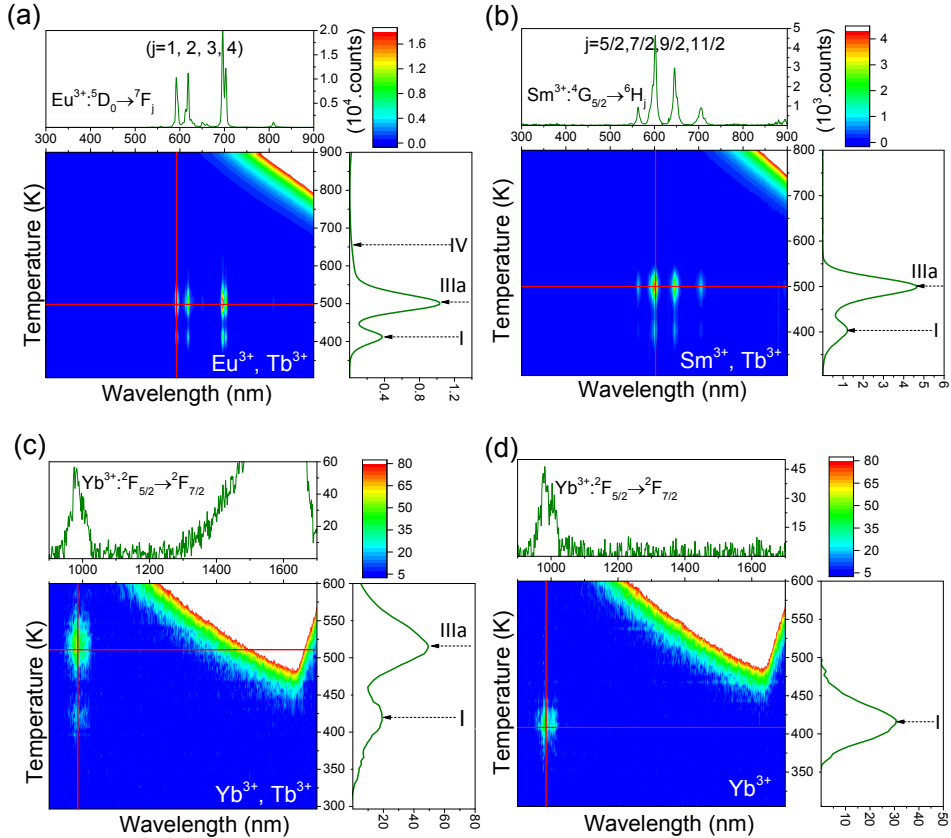 (a)
(j=1, 2, 3, 4)
Eu³⁺:⁵D₀→⁷Fⱼ
2.0
1.5
1.0
0.5
0.0
300 400 500 600 700 800 900
1.6
1.2
0.8
0.4
0.0
(10⁴.counts)
Temperature (K)
900
800
700
600
500
400
IV
IIIa
I
Eu³⁺, Tb³⁺
0.4 1.2
Wavelength (nm)
(b)
j=5/2,7/2,9/2,11/2
Sm³⁺:⁴G₅/₂→⁶Hⱼ
5
4
3
2
1
0
300 400 500 600 700 800 900
4
3
2
1
0
(10³.counts)
Temperature (K)
800
700
600
500
400
IIIa
I
Sm³⁺, Tb³⁺
1 2 3 4 5 6
Wavelength (nm)
(c)
Yb³⁺:²F₅/₂→²F₇/₂
60
40
20
1000 1200 1400 1600
80
65
50
35
20
5
Temperature (K)
600
550
500
450
400
350
300
IIIa
I
Yb³⁺, Tb³⁺
0 20 40 60 80
Wavelength (nm)
(d)
Yb³⁺:²F₅/₂→²F₇/₂
45
30
15
1000 1200 1400 1600
80
65
50
35
20
5
Temperature (K)
600
550
500
450
400
350
I
Yb³⁺
0 10 20 30 40 50
Wavelength (nm)